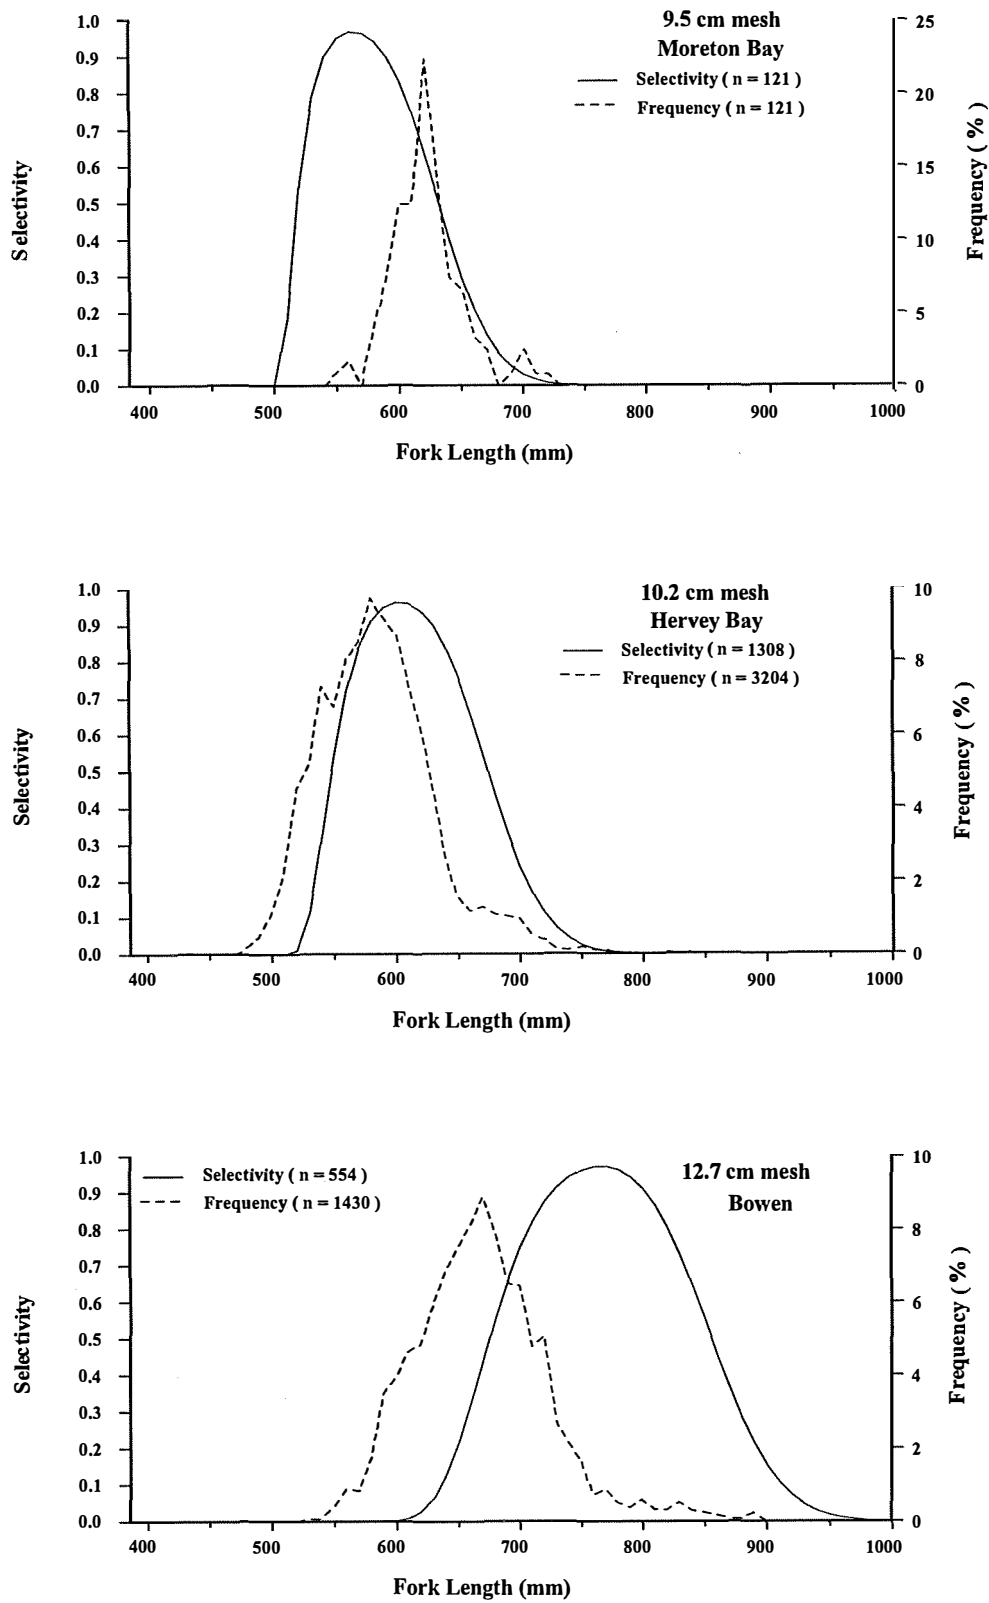 9.5 cm mesh
Moreton Bay
Selectivity ( n = 121 )
Frequency ( n = 121 )
1.0
0.9
0.8
0.7
0.6
0.5
0.4
0.3
0.2
0.1
0.0
Selectivity
25
20
15
10
5
0
Frequency ( % )
400 500 600 700 800 900 1000
Fork Length (mm)
10.2 cm mesh
Hervey Bay
Selectivity ( n = 1308 )
Frequency ( n = 3204 )
1.0
0.9
0.8
0.7
0.6
0.5
0.4
0.3
0.2
0.1
0.0
Selectivity
10
8
6
4
2
0
Frequency ( % )
400 500 600 700 800 900 1000
Fork Length (mm)
12.7 cm mesh
Bowen
Selectivity ( n = 554 )
Frequency ( n = 1430 )
1.0
0.9
0.8
0.7
0.6
0.5
0.4
0.3
0.2
0.1
0.0
Selectivity
10
8
6
4
2
0
Frequency ( % )
400 500 600 700 800 900 1000
Fork Length (mm)